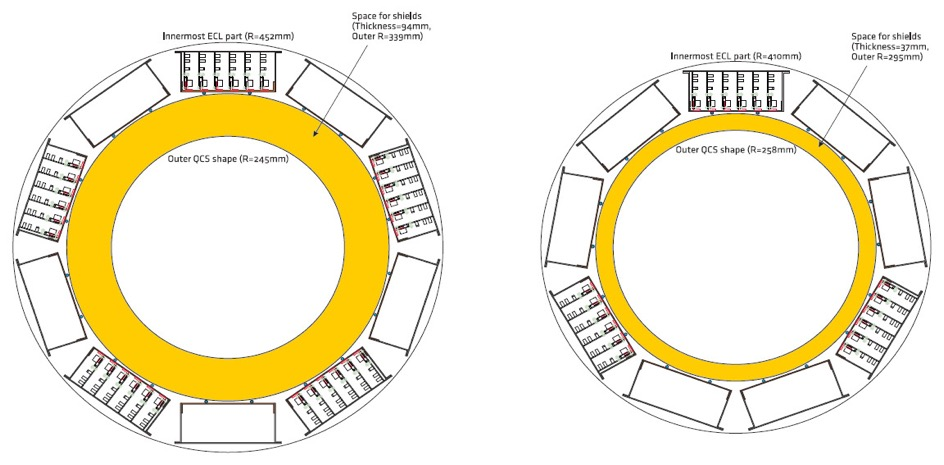 Space for shields
(Thickness=94mm,
Outer R=339mm)
Innermost ECL part (R=452mm)
Outer QCS shape (R=245mm)
Space for shields
(Thickness=37mm,
Outer R=295mm)
Innermost ECL part (R=410mm)
Outer QCS shape (R=258mm)